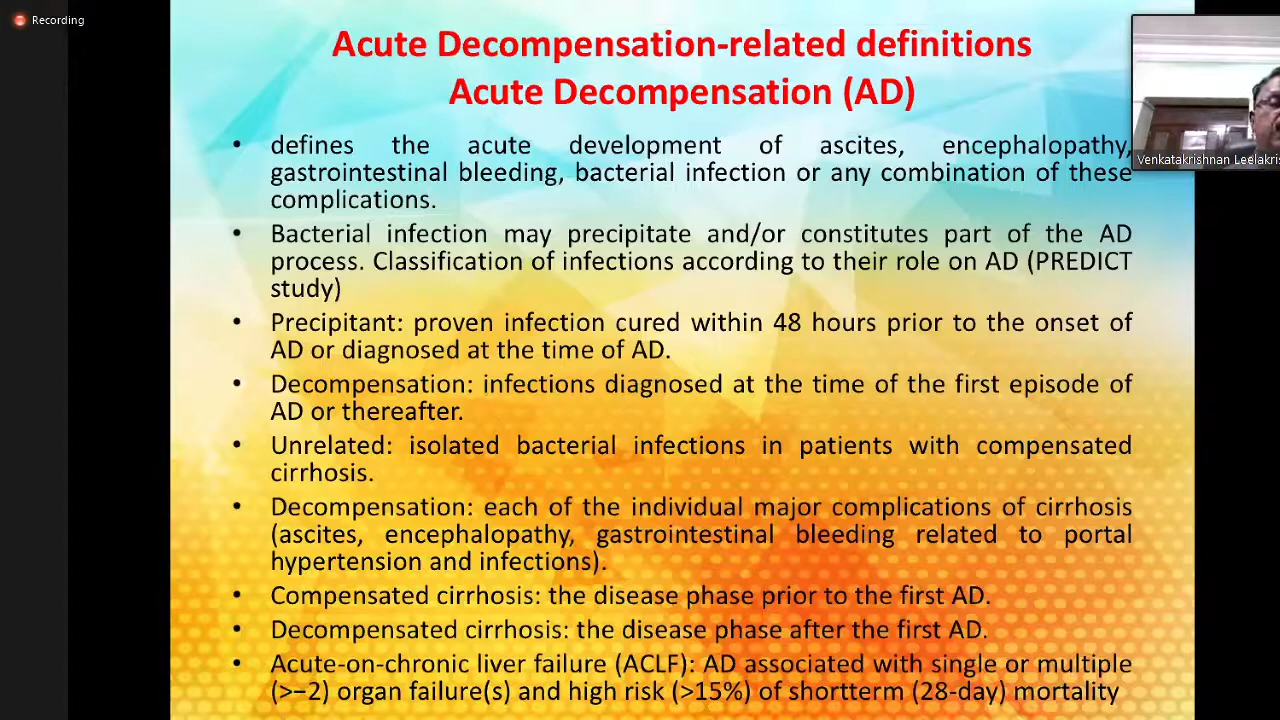 Recording
Acute Decompensation-related definitions
Acute Decompensation (AD)
• defines the acute development of ascites, encephalopathy,
gastrointestinal bleeding, bacterial infection or any combination of these
complications.
• Bacterial infection may precipitate and/or constitutes part of the AD
process. Classification of infections according to their role on AD (PREDICT
study)
• Precipitant: proven infection cured within 48 hours prior to the onset of
AD or diagnosed at the time of AD.
• Decompensation: infections diagnosed at the time of the first episode of
AD or thereafter.
• Unrelated: isolated bacterial infections in patients with compensated
cirrhosis.
• Decompensation: each of the individual major complications of cirrhosis
(ascites, encephalopathy, gastrointestinal bleeding related to portal
hypertension and infections).
• Compensated cirrhosis: the disease phase prior to the first AD.
• Decompensated cirrhosis: the disease phase after the first AD.
• Acute-on-chronic liver failure (ACLF): AD associated with single or multiple
(>−2) organ failure(s) and high risk (>15%) of shortterm (28-day) mortality
Venkatakrishnan Leelakris